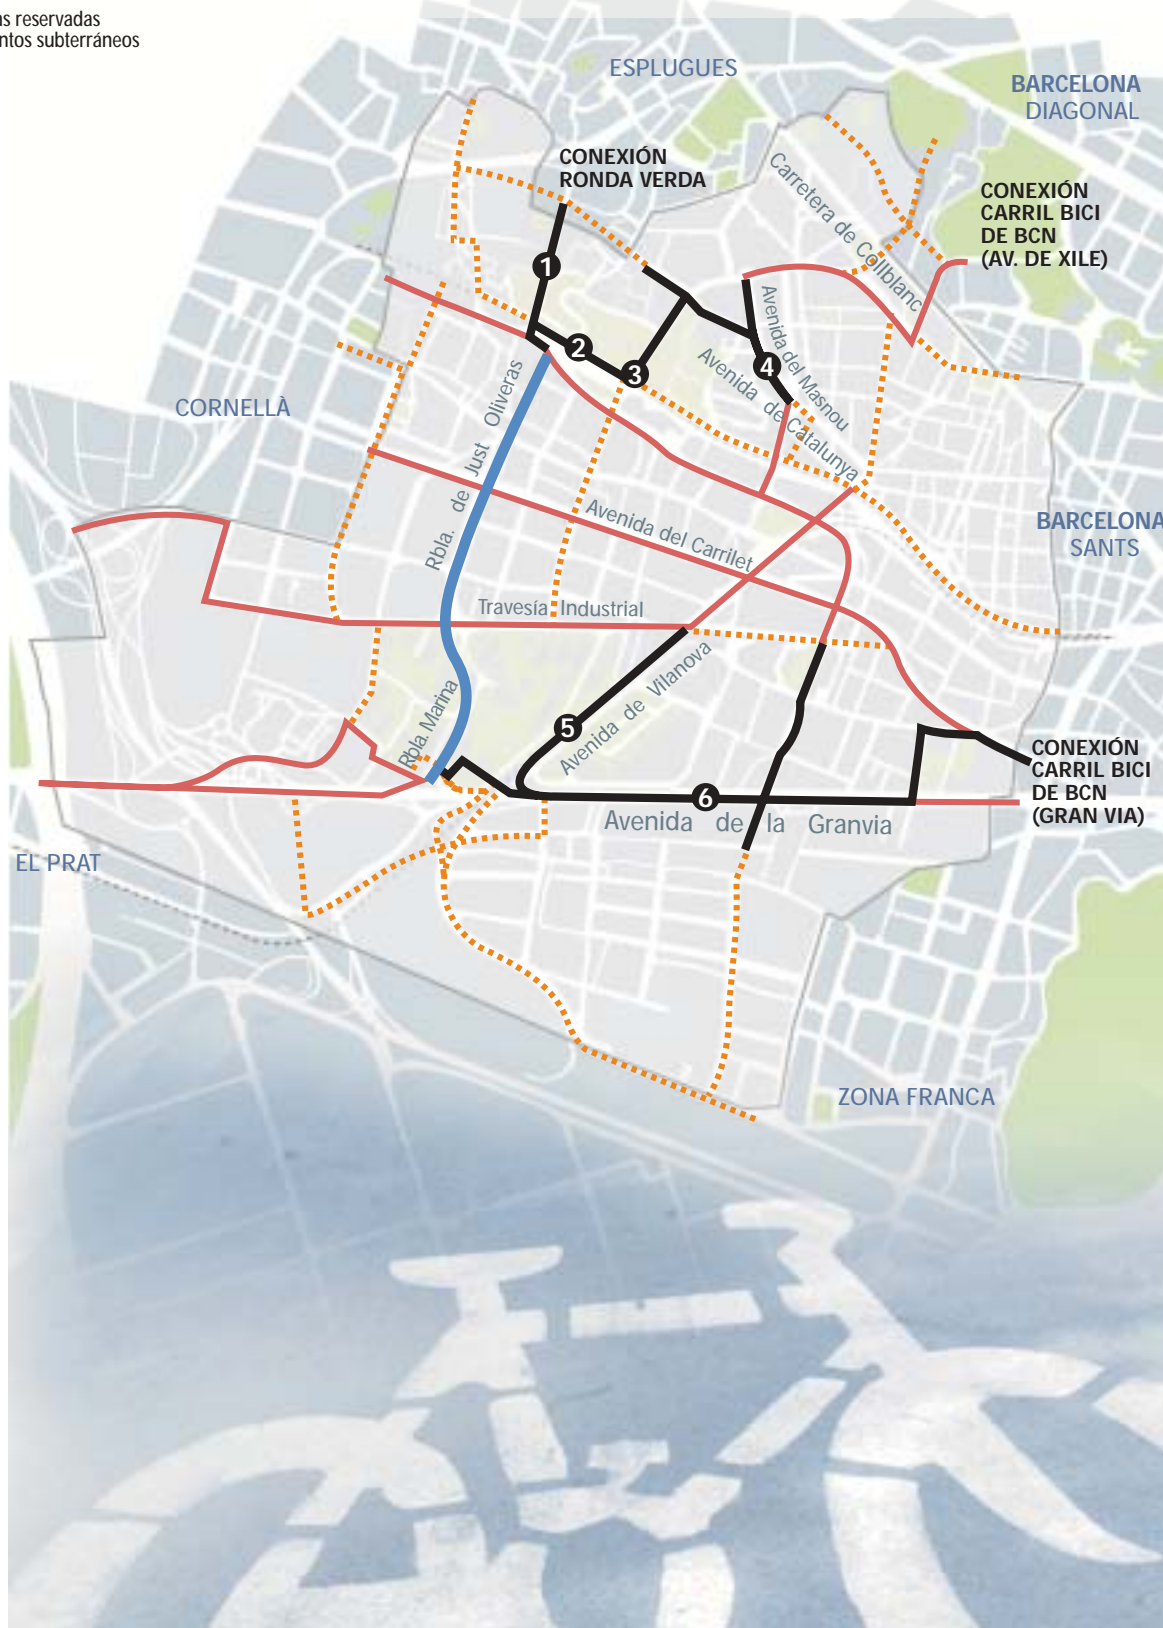 reservadas
subterráneos
ESPLUGUES
BARCELONA
DIAGONAL
CONEXIÓN
RONDA VERDA
Carretera de Collblanc
CONEXIÓN
CARRIL BICI
DE BCN
(AV. DE XILE)
1
2
3
4
Avenida del Masnou
Avenida de Catalunya
CORNELLÀ
Rbla. de Just Oliveras
Avenida del Carrilet
BARCELONA
SANTS
Travesía Industrial
Rbla. Marina
5
Avenida de Vilanova
CONEXIÓN
CARRIL BICI
DE BCN
(GRAN VIA)
6
Avenida de la Granvia
EL PRAT
ZONA FRANCA